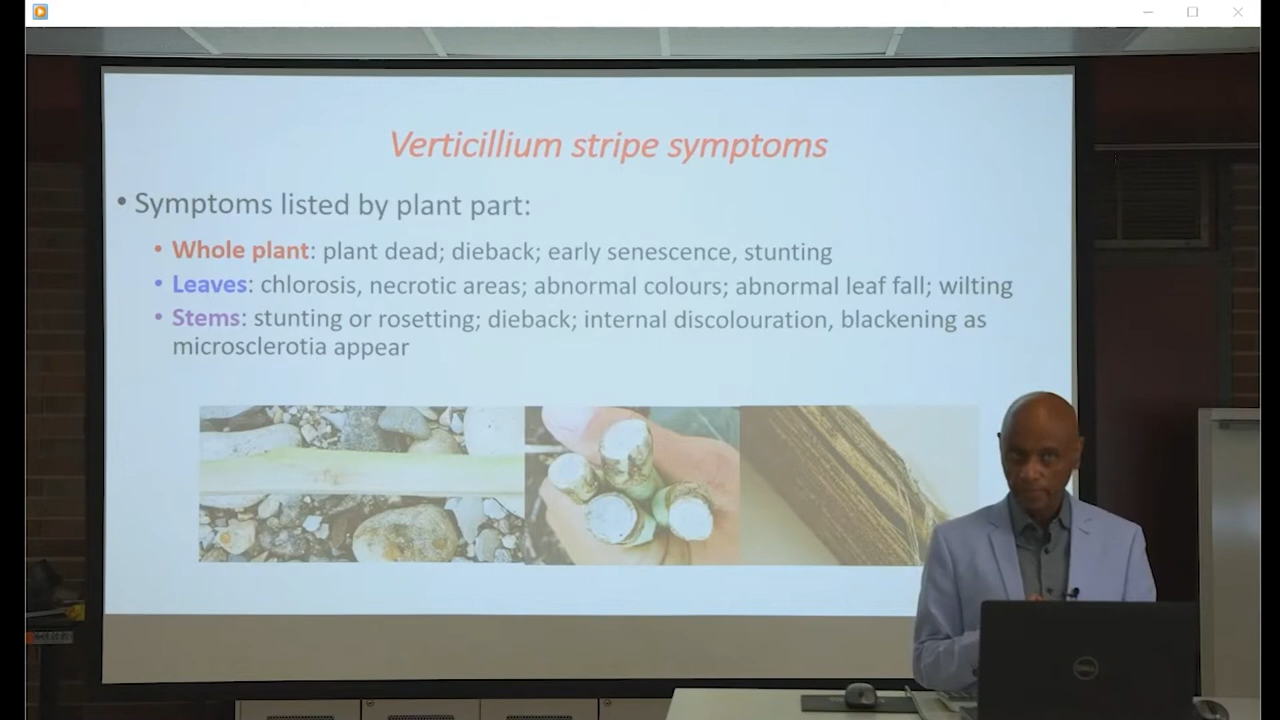 Verticillium stripe symptoms
• Symptoms listed by plant part:
• Whole plant: plant dead; dieback; early senescence, stunting
• Leaves: chlorosis, necrotic areas; abnormal colours; abnormal leaf fall; wilting
• Stems: stunting or rosetting; dieback; internal discolouration, blackening as
microsclerotia appear
DELL